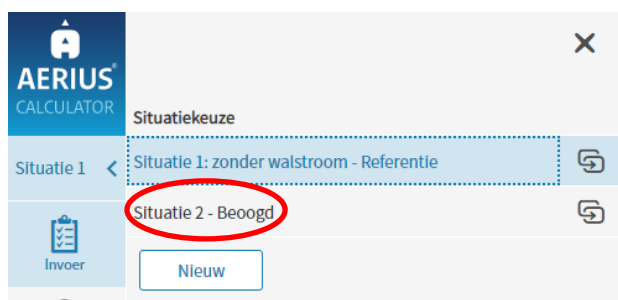 AERIUS®
CALCULATOR
Situatiekeuze
Situatie 1
Situatie 1: zonder walstroom - Referentie
Situatie 2 - Beoogd
Invoer
Nieuw